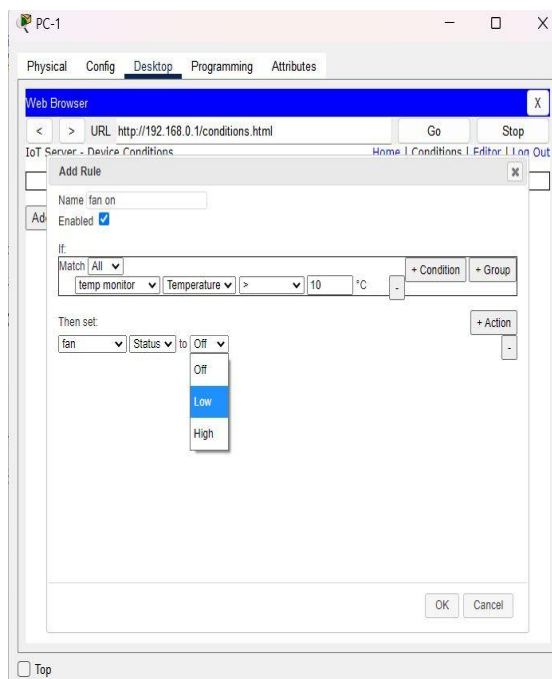 PC-1
Physical Config Desktop Programming Attributes
Web Browser X
< > URL http://192.168.0.1/conditions.html Go Stop
IoT Server - Device Conditions Home | Conditions | Editor | Log Out
Add Rule
Name fan on
Ad
Enabled
If:
Match All + Condition + Group
temp monitor Temperature > 10 °C -
Then set: + Action
fan Status to Off -
Off
Low
High
OK Cancel
Top